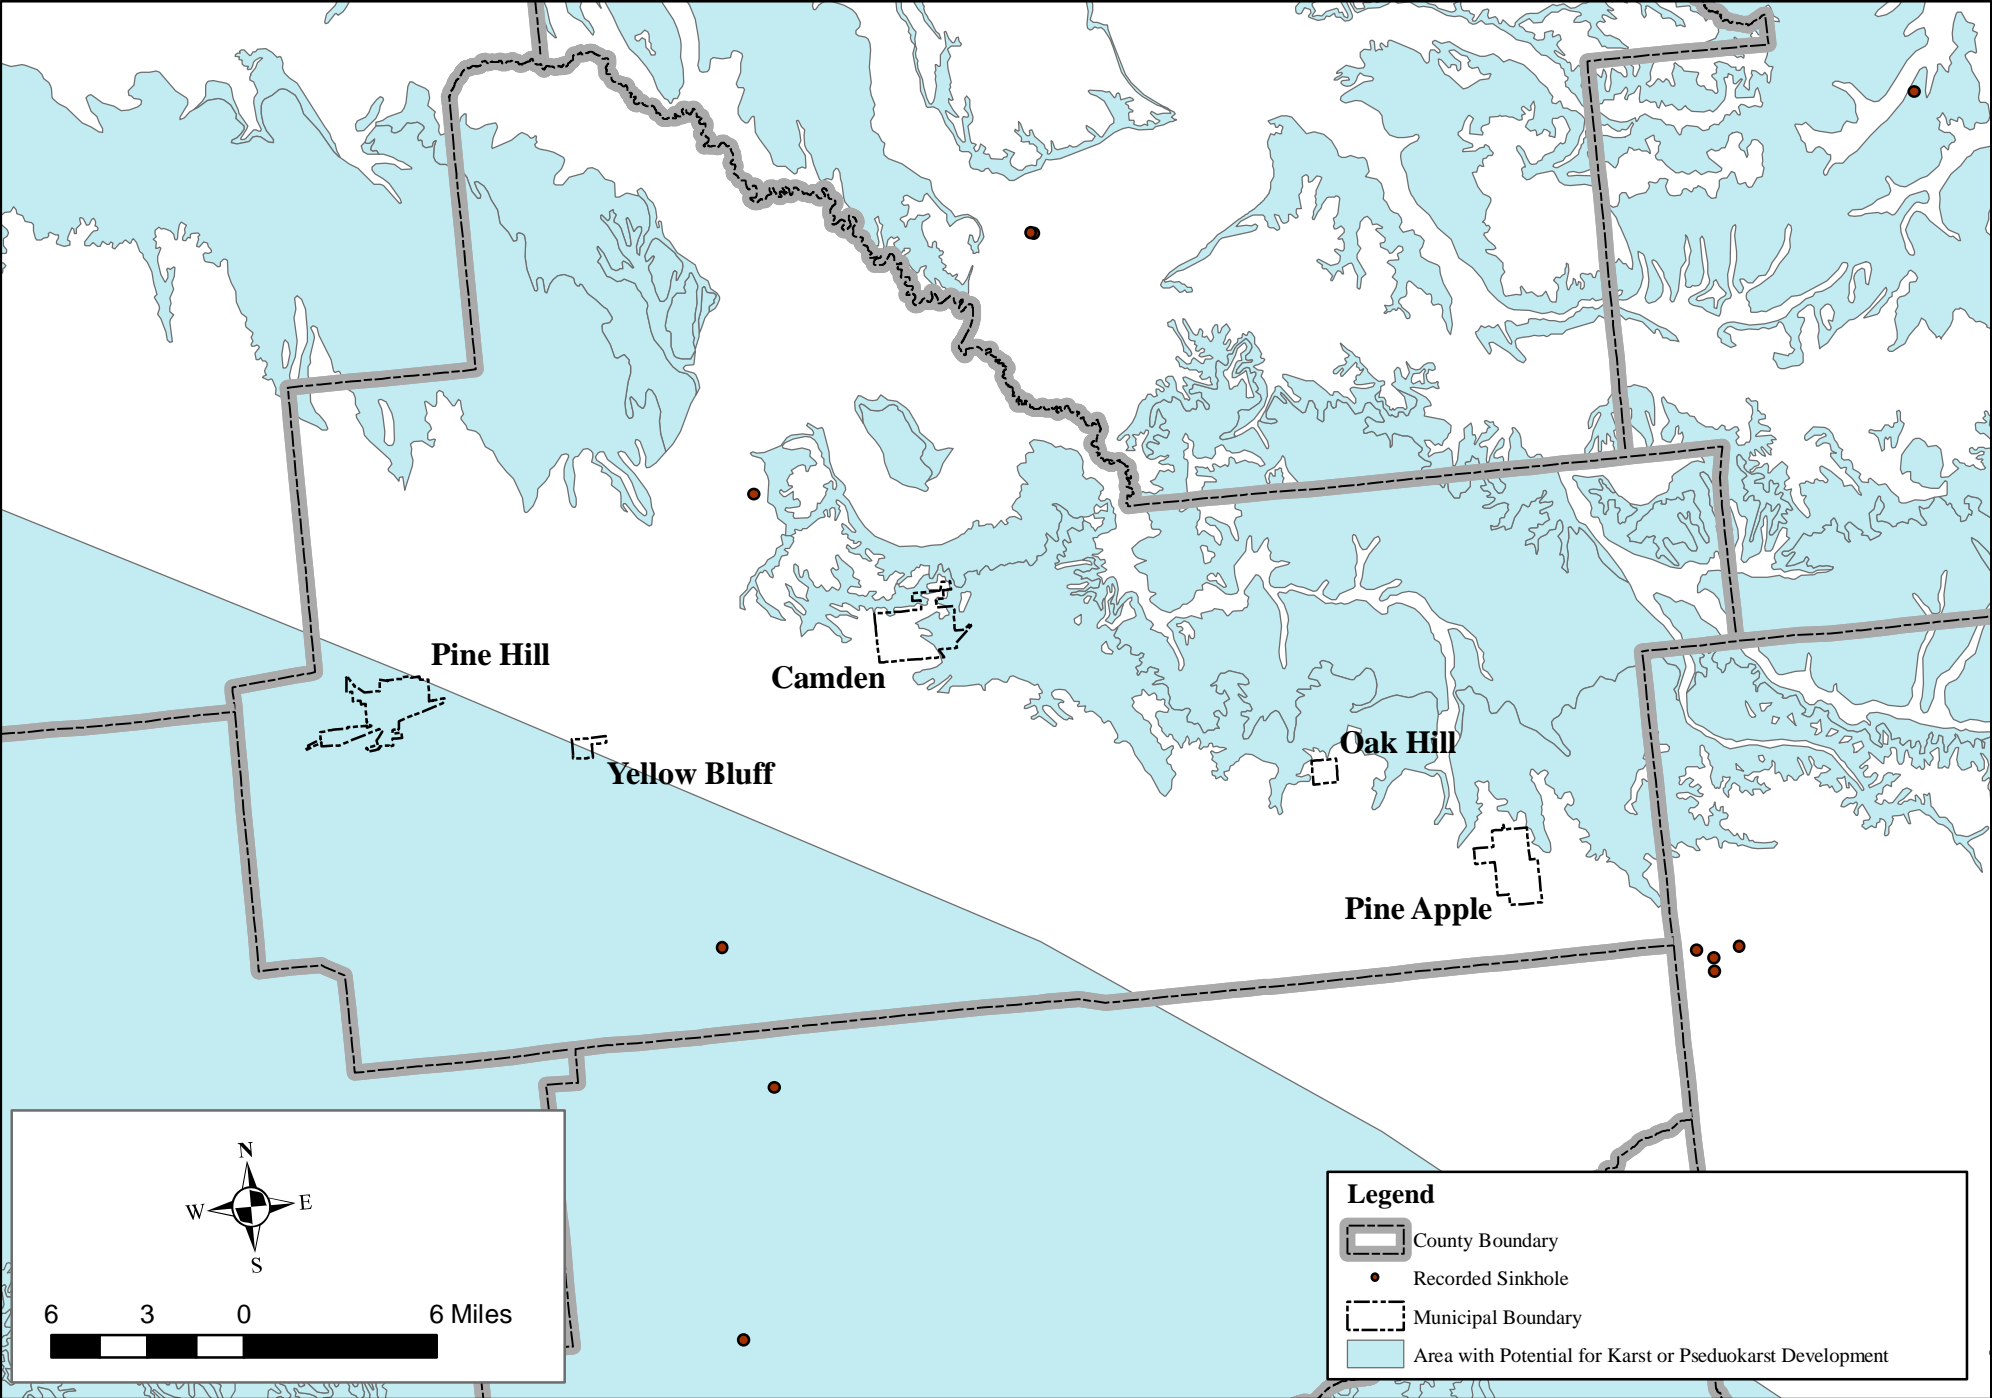 Pine Hill
Camden
Yellow Bluff
Oak Hill
Pine Apple
N
W E
S
6 3 0 6 Miles
Legend
County Boundary
Recorded Sinkhole
Municipal Boundary
Area with Potential for Karst or Pseduokarst Development